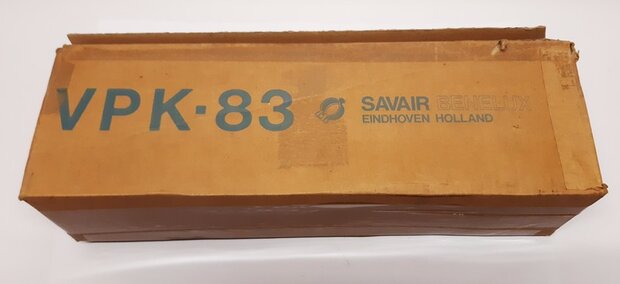 VPK·83
SAVAIR BENELUX
EINDHOVEN HOLLAND